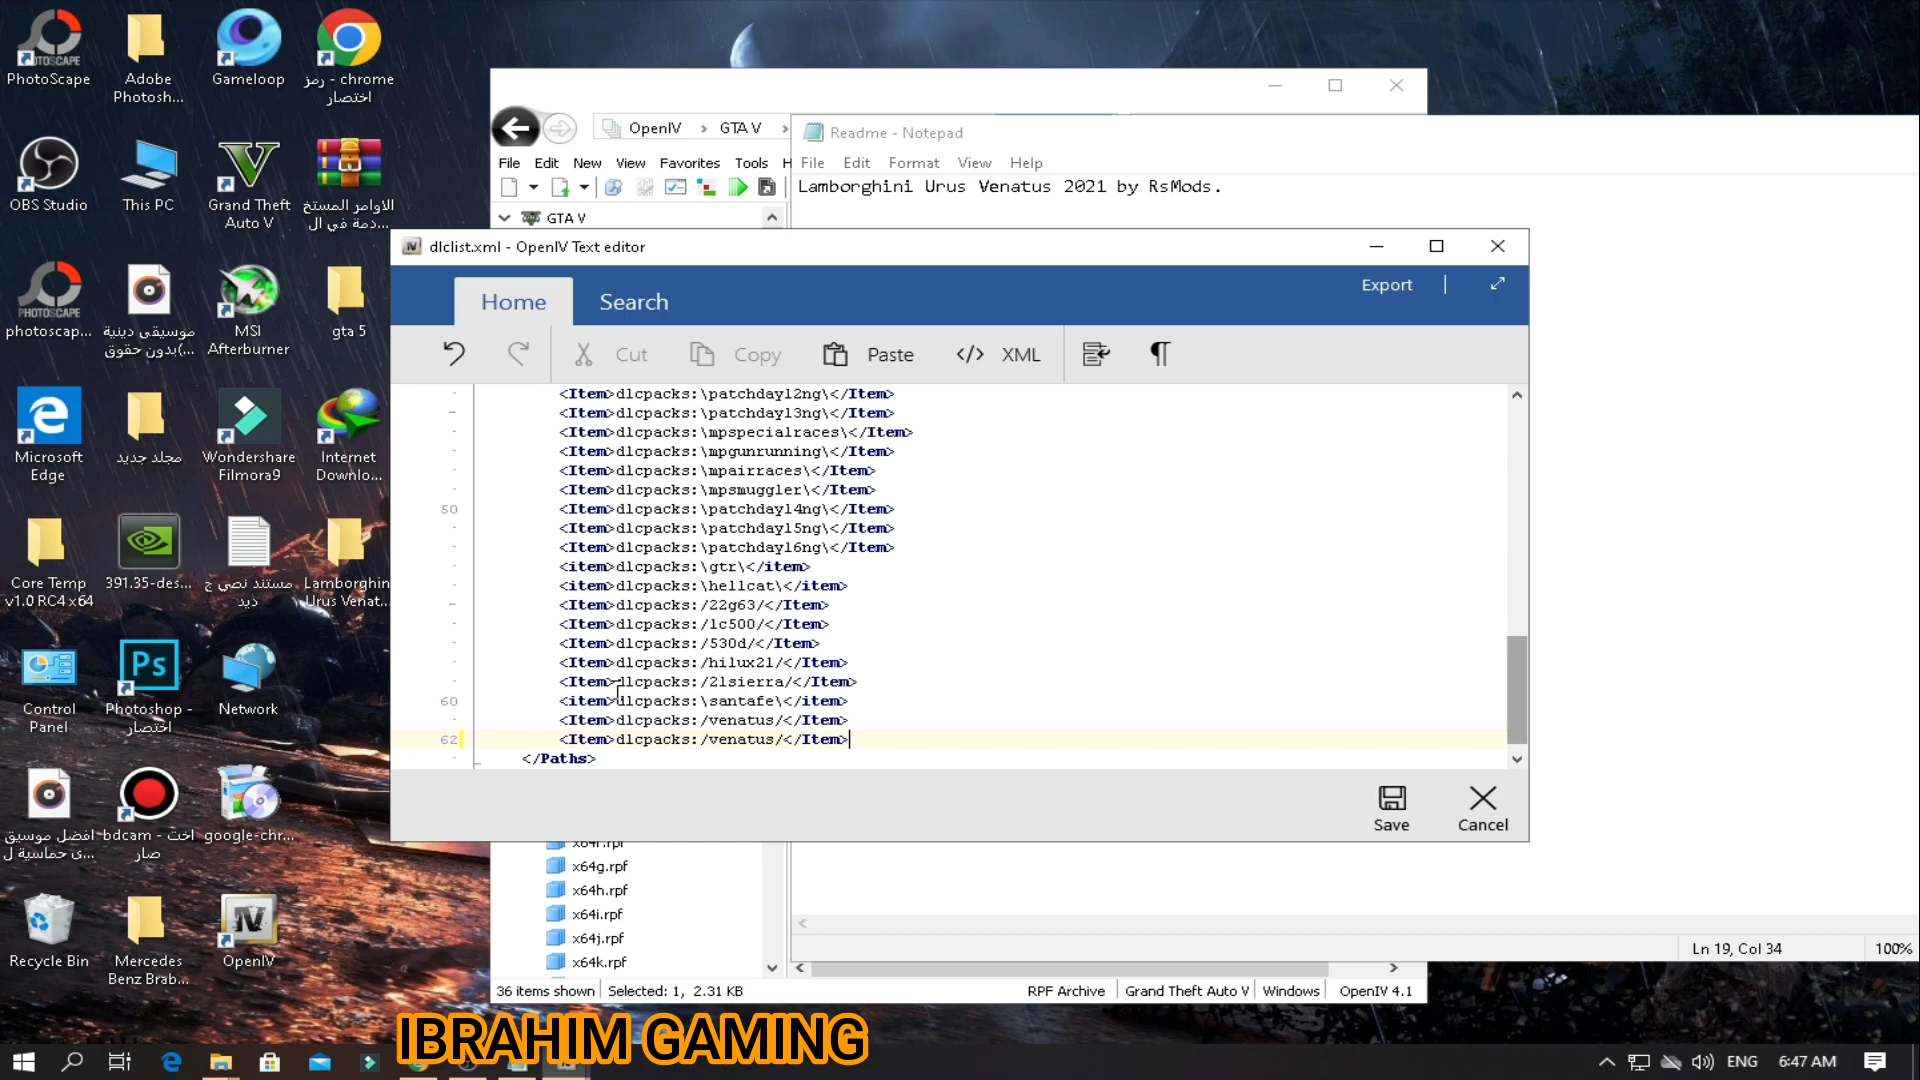 PhotoScape
Adobe
Photosh...
Gameloop
رمز - chrome
اختصار
OBS Studio
This PC
Grand Theft
Auto V
الاوامر المستخ
دمة في ال...
photoscap...
موسيقى دينية
بدون حقوق(...
MSI
Afterburner
gta 5
Microsoft
Edge
مجلد جديد
Wondershare
Filmora9
Internet
Downlo...
Core Temp
v1.0 RC4 x64
391.35-des...
مستند نصي ج
ديد
Lamborghin
Urus Venat...
Control
Panel
Photoshop -
اختصار
Network
افضل موسيق
ى حماسية ل...
bdcam - اخت
صار
google-chr...
Recycle Bin
Mercedes
Benz Brab...
OpenIV
OpenIV › GTA V ›
File Edit New View Favorites Tools H
GTA V
Readme - Notepad
File Edit Format View Help
Lamborghini Urus Venatus 2021 by RsMods.
dlclist.xml - OpenIV Text editor
Export
Home Search
Cut Copy Paste </> XML
<Item>dlcpacks:\patchday12ng\</Item>
<Item>dlcpacks:\patchday13ng\</Item>
<Item>dlcpacks:\mpspecialraces\</Item>
<Item>dlcpacks:\mpgunrunning\</Item>
<Item>dlcpacks:\mpairraces\</Item>
<Item>dlcpacks:\mpsmuggler\</Item>
50 <Item>dlcpacks:\patchday14ng\</Item>
<Item>dlcpacks:\patchday15ng\</Item>
<Item>dlcpacks:\patchday16ng\</Item>
<Item>dlcpacks:\gtr\</item>
<item>dlcpacks:\hellcat\</item>
<Item>dlcpacks:/22g63/</Item>
<Item>dlcpacks:/lc500/</Item>
<Item>dlcpacks:/530d/</Item>
<Item>dlcpacks:/hilux21/</Item>
<Item>dlcpacks:/21sierra/</Item>
60 <item>dlcpacks:\santafe\</item>
<Item>dlcpacks:/venatus/</Item>
62 <Item>dlcpacks:/venatus/</Item>
</Paths>
Save
Cancel
x64g.rpf
x64h.rpf
x64i.rpf
x64j.rpf
x64k.rpf
Ln 19, Col 34 100%
36 items shown Selected: 1, 2.31 KB
RPF Archive Grand Theft Auto V Windows OpenIV 4.1
IBRAHIM GAMING
ENG 6:47 AM